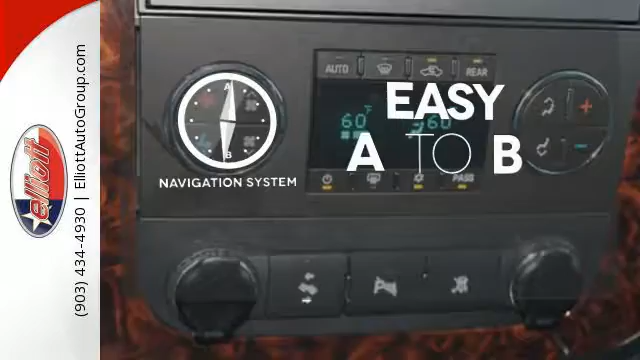 elliott
(903) 434-4930 | ElliottAutoGroup.com
A
B
NAVIGATION SYSTEM
EASY
A TO B
AUTO
REAR
60°F
60
PASS